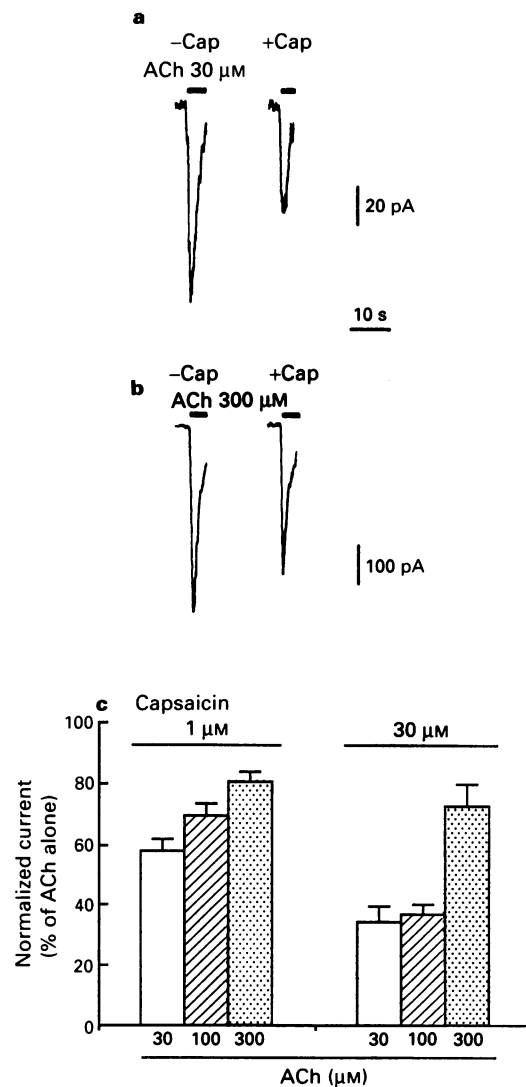 a
−Cap +Cap
ACh 30 μM
20 pA
10 s
b
−Cap +Cap
ACh 300 μM
100 pA
c Capsaicin
1 μM 30 μM
Normalized current
(% of ACh alone)
100
80
60
40
20
0
30 100 300 30 100 300
ACh (μM)